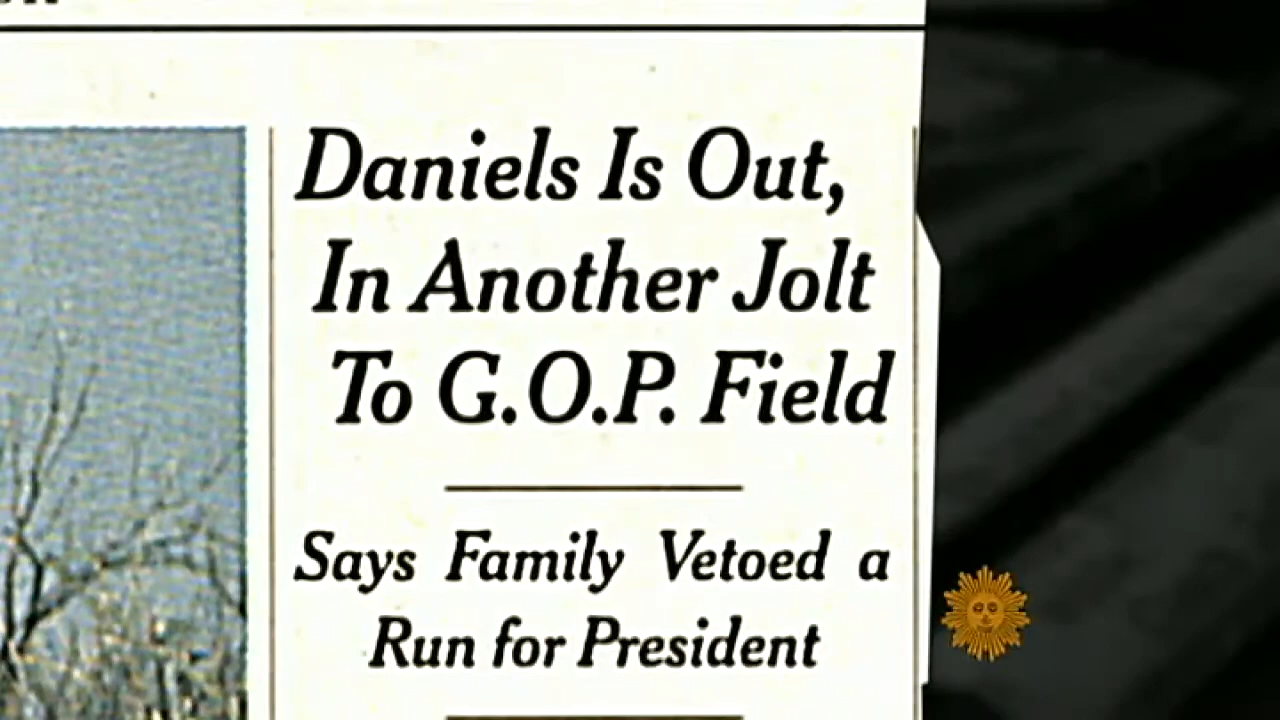 Daniels Is Out,
In Another Jolt
To G.O.P. Field
Says Family Vetoed a
Run for President